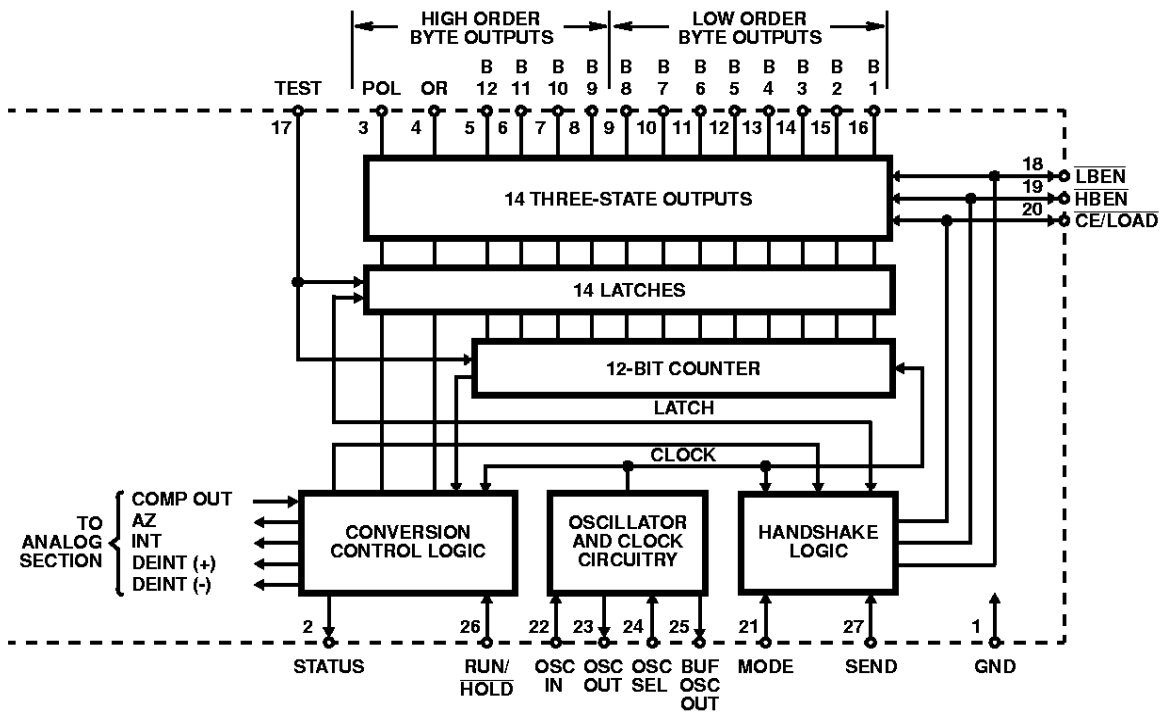 HIGH ORDER
BYTE OUTPUTS
LOW ORDER
BYTE OUTPUTS
B B B B B B B B B B B B
TEST POL OR 12 11 10 9 8 7 6 5 4 3 2 1
17 3 4 5 6 7 8 9 10 11 12 13 14 15 16
14 THREE-STATE OUTPUTS
18 LBEN
19 HBEN
20 CE/LOAD
14 LATCHES
12-BIT COUNTER
LATCH
CLOCK
TO
ANALOG
SECTION
COMP OUT
AZ
INT
DEINT (+)
DEINT (-)
CONVERSION
CONTROL LOGIC
OSCILLATOR
AND CLOCK
CIRCUITRY
HANDSHAKE
LOGIC
2 26 22 23 24 25 21 27 1
STATUS
RUN/
HOLD
OSC
IN
OSC
OUT
OSC
SEL
BUF
OSC
OUT
MODE
SEND
GND